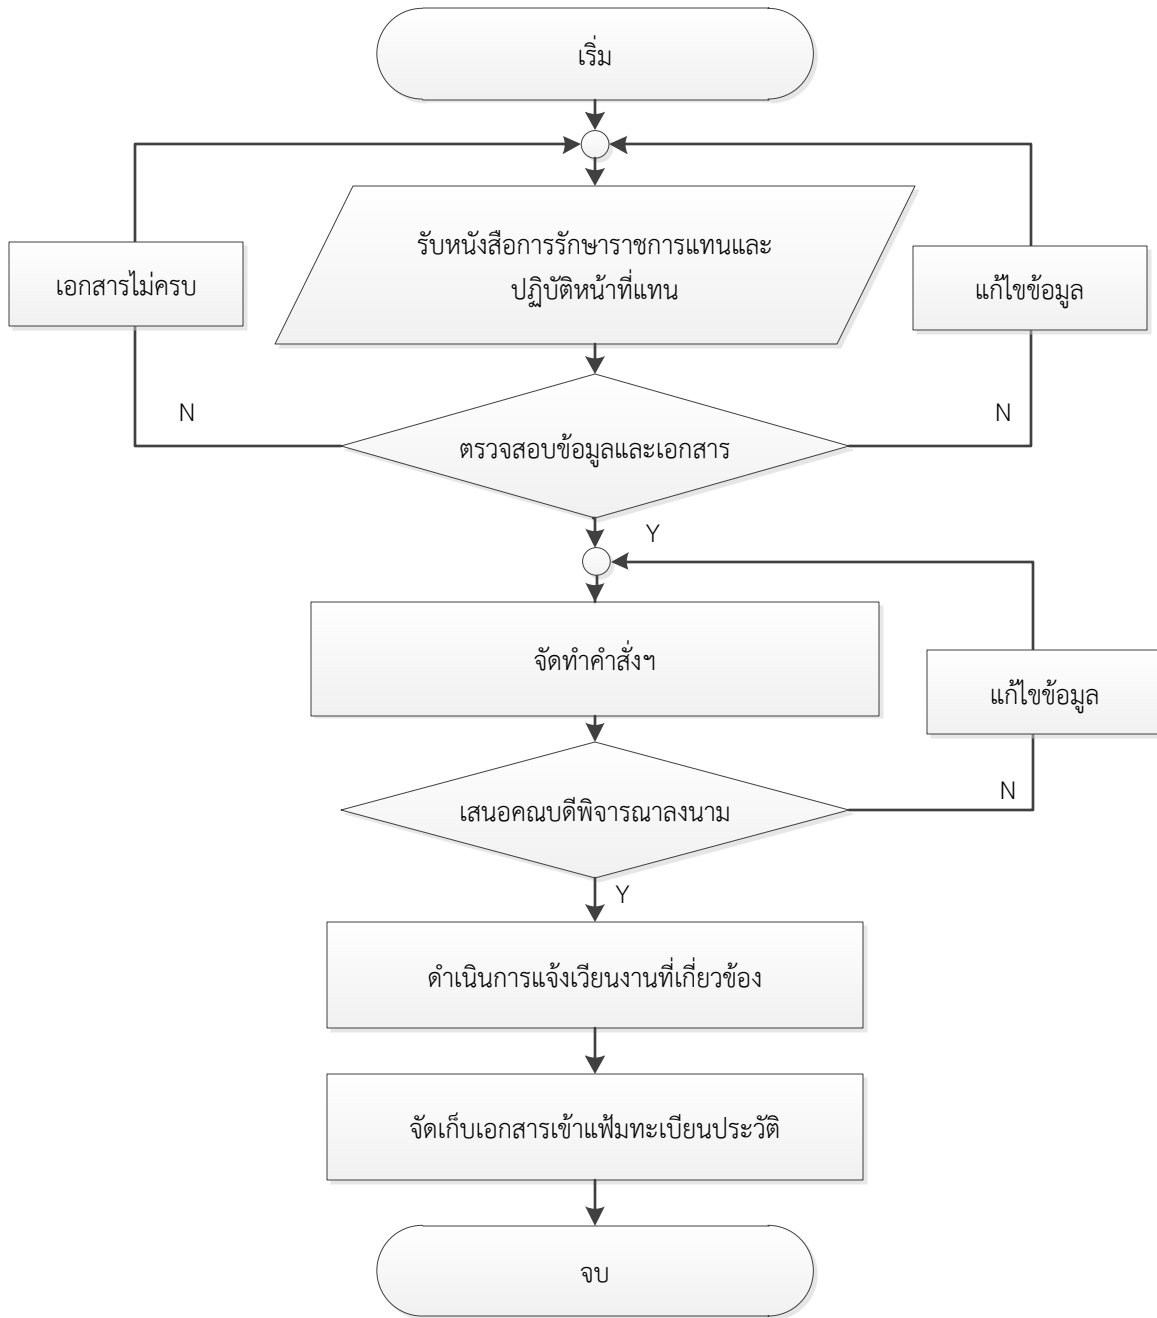 เริ่ม
รับหนังสือการรักษาราชการแทนและ
ปฏิบัติหน้าที่แทน
เอกสารไม่ครบ
แก้ไขข้อมูล
N
N
ตรวจสอบข้อมูลและเอกสาร
Y
จัดทำคำสั่งฯ
แก้ไขข้อมูล
N
เสนอคณบดีพิจารณาลงนาม
Y
ดำเนินการแจ้งเวียนงานที่เกี่ยวข้อง
จัดเก็บเอกสารเข้าแฟ้มทะเบียนประวัติ
จบ